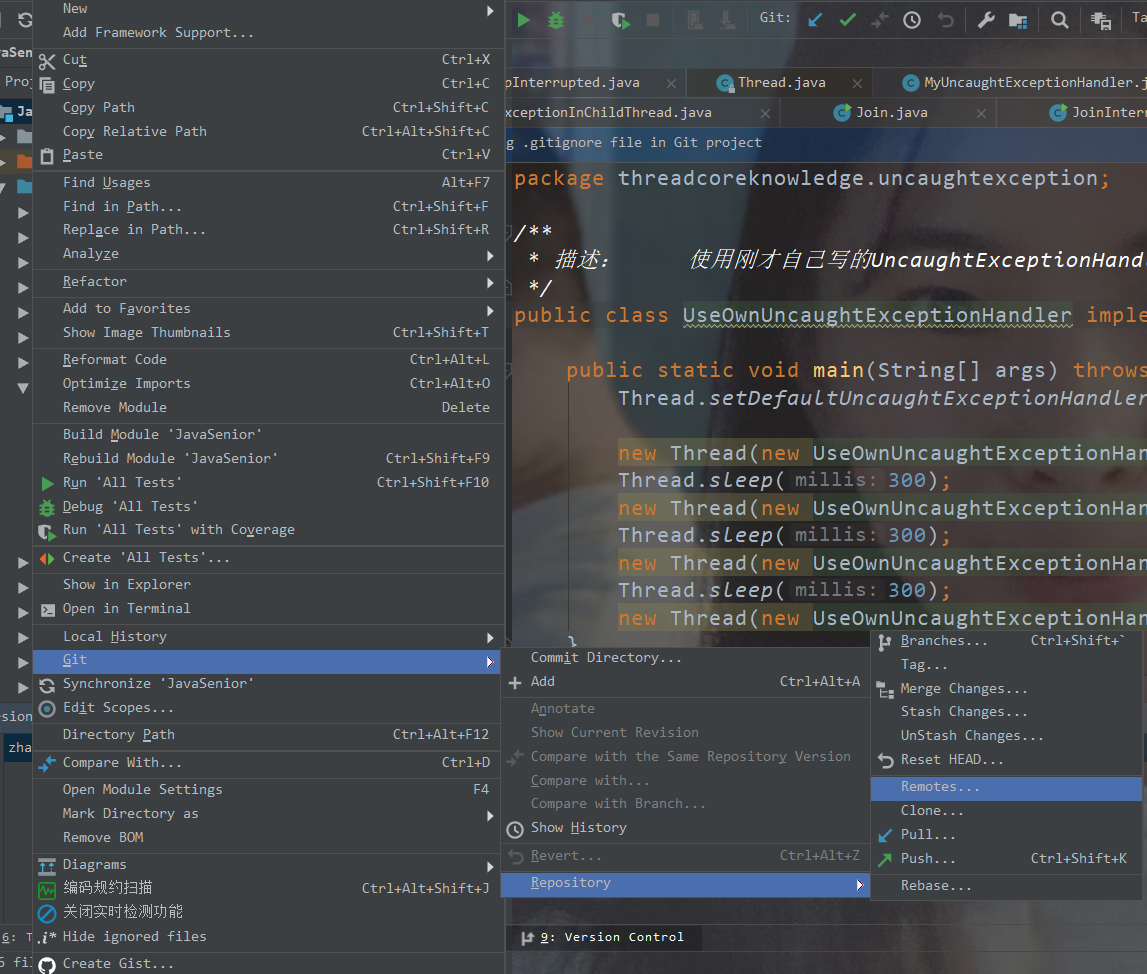 New
Add Framework Support...
Cut Ctrl+X
Copy Ctrl+C
Copy Path Ctrl+Shift+C
Copy Relative Path Ctrl+Alt+Shift+C
Paste Ctrl+V
Find Usages Alt+F7
Find in Path... Ctrl+Shift+F
Replace in Path... Ctrl+Shift+R
Analyze
Refactor
Add to Favorites
Show Image Thumbnails Ctrl+Shift+T
Reformat Code Ctrl+Alt+L
Optimize Imports Ctrl+Alt+O
Remove Module Delete
Build Module 'JavaSenior'
Rebuild Module 'JavaSenior' Ctrl+Shift+F9
Run 'All Tests' Ctrl+Shift+F10
Debug 'All Tests'
Run 'All Tests' with Coverage
Create 'All Tests'...
Show in Explorer
Open in Terminal
Local History
Git
Synchronize 'JavaSenior'
Edit Scopes...
Directory Path Ctrl+Alt+F12
Compare With... Ctrl+D
Open Module Settings F4
Mark Directory as
Remove BOM
Diagrams
编码规约扫描 Ctrl+Alt+Shift+J
关闭实时检测功能
Hide ignored files
Create Gist...
Git:
pInterrupted.java Thread.java MyUncaughtExceptionHandler.j
xceptionInChildThread.java Join.java JoinInterr
g .gitignore file in Git project
package threadcoreknowledge.uncaughtexception;
/**
* 描述： 使用刚才自己写的UncaughtExceptionHand
*/
public class UseOwnUncaughtExceptionHandler imple
public static void main(String[] args) throws
Thread.setDefaultUncaughtExceptionHandler
new Thread(new UseOwnUncaughtExceptionHan
Thread.sleep( millis: 300);
new Thread(new UseOwnUncaughtExceptionHan
Thread.sleep( millis: 300);
new Thread(new UseOwnUncaughtExceptionHan
Thread.sleep( millis: 300);
new Thread(new UseOwnUncaughtExceptionHan
}
Commit Directory...
Add Ctrl+Alt+A
Annotate
Show Current Revision
Compare with the Same Repository Version
Compare with...
Compare with Branch...
Show History
Revert... Ctrl+Alt+Z
Repository
Branches... Ctrl+Shift+`
Tag...
Merge Changes...
Stash Changes...
UnStash Changes...
Reset HEAD...
Remotes...
Clone...
Pull...
Push... Ctrl+Shift+K
Rebase...
9: Version Control